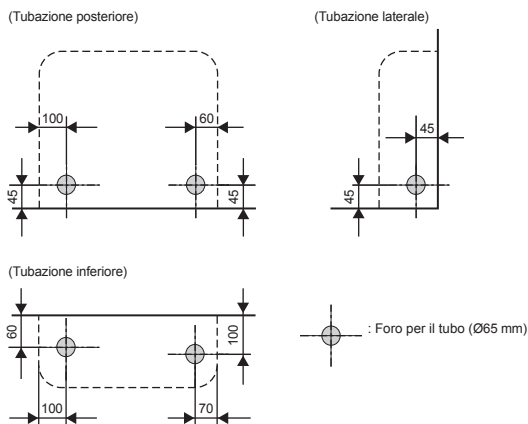 (Tubazione posteriore)
(Tubazione laterale)
100
60
45
45
45
45
(Tubazione inferiore)
60
100
: Foro per il tubo (Ø65 mm)
100
70